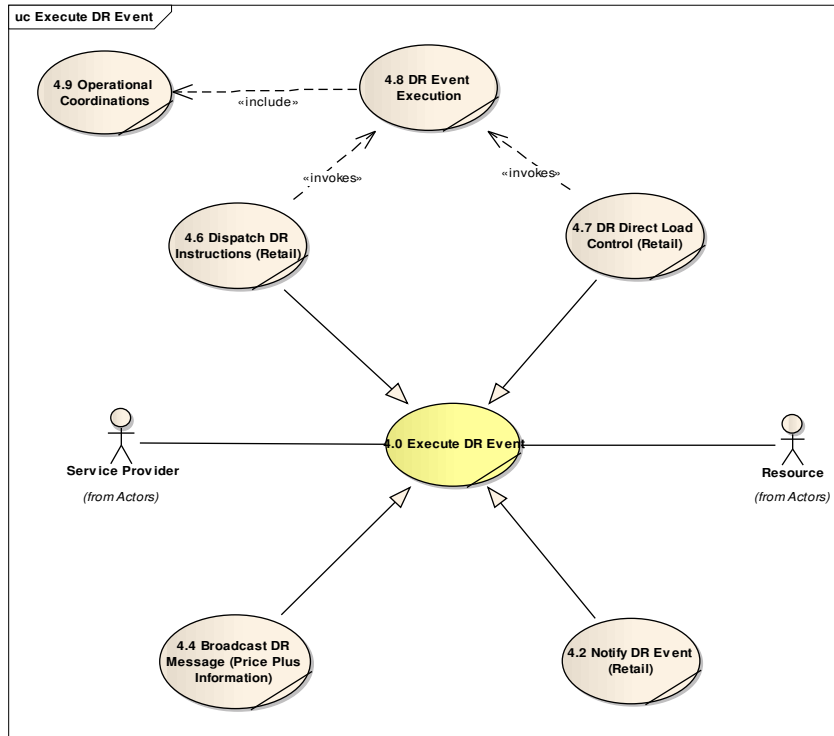 uc Execute DR Event
4.9 Operational
Coordinations
4.8 DR Event
Execution
«include»
«invokes»
«invokes»
4.6 Dispatch DR
Instructions (Retail)
4.7 DR Direct Load
Control (Retail)
4.0 Execute DR Event
Service Provider
(from Actors)
Resource
(from Actors)
4.4 Broadcast DR
Message (Price Plus
Information)
4.2 Notify DR Event
(Retail)